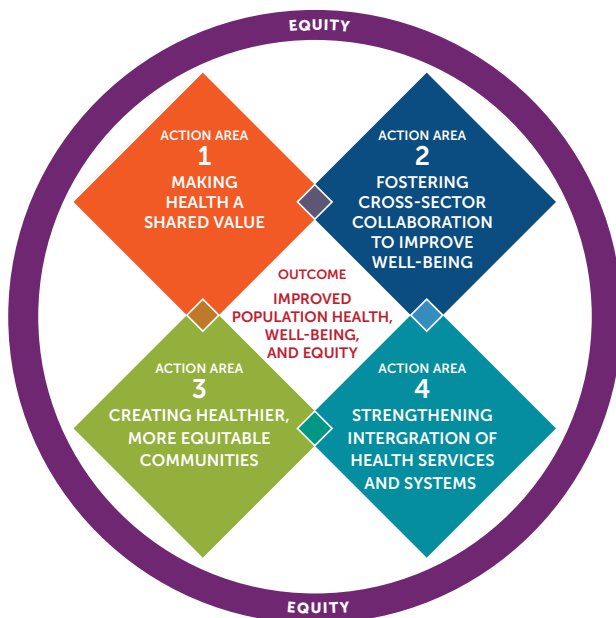 EQUITY
ACTION AREA
1
MAKING
HEALTH A
SHARED VALUE
ACTION AREA
2
FOSTERING
CROSS-SECTOR
COLLABORATION
TO IMPROVE
WELL-BEING
OUTCOME
IMPROVED
POPULATION HEALTH,
WELL-BEING,
AND EQUITY
ACTION AREA
3
CREATING HEALTHIER,
MORE EQUITABLE
COMMUNITIES
ACTION AREA
4
STRENGTHENING
INTERGRATION OF
HEALTH SERVICES
AND SYSTEMS
EQUITY